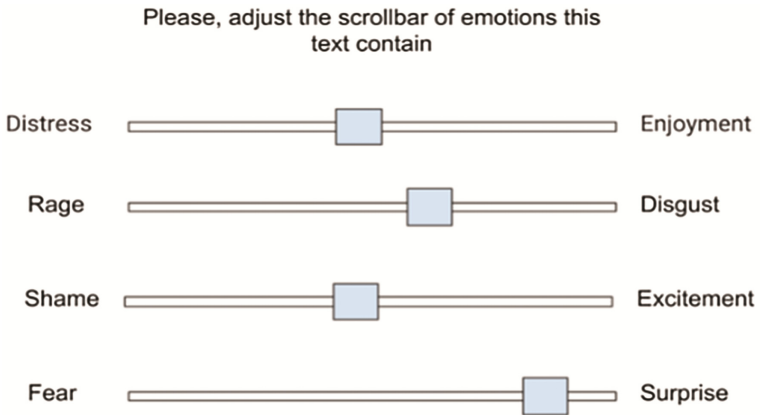 Please, adjust the scrollbar of emotions this
text contain
Distress Enjoyment
Rage Disgust
Shame Excitement
Fear Surprise